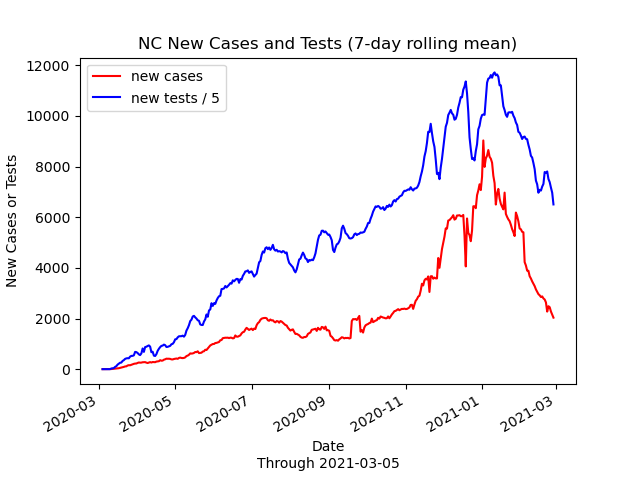 NC New Cases and Tests (7-day rolling mean)
new cases
new tests / 5
New Cases or Tests
12000
10000
8000
6000
4000
2000
0
2020-03
2020-05
2020-07
2020-09
2020-11
2021-01
2021-03
Date
Through 2021-03-05